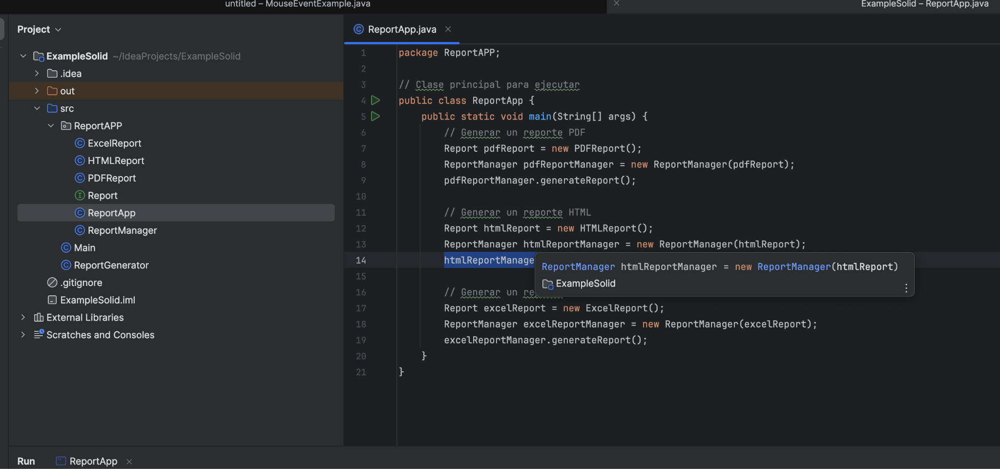 untitled – MouseEventExample.java
ExampleSolid – ReportApp.java
Project
ExampleSolid ~/IdeaProjects/ExampleSolid
.idea
out
src
ReportAPP
ExcelReport
HTMLReport
PDFReport
Report
ReportApp
ReportManager
Main
ReportGenerator
.gitignore
ExampleSolid.iml
External Libraries
Scratches and Consoles
ReportApp.java
1 package ReportAPP;
2
3 // Clase principal para ejecutar
4 public class ReportApp {
5 public static void main(String[] args) {
6 // Generar un reporte PDF
7 Report pdfReport = new PDFReport();
8 ReportManager pdfReportManager = new ReportManager(pdfReport);
9 pdfReportManager.generateReport();
10
11 // Generar un reporte HTML
12 Report htmlReport = new HTMLReport();
13 ReportManager htmlReportManager = new ReportManager(htmlReport);
14 htmlReportManage
ReportManager htmlReportManager = new ReportManager(htmlReport)
ExampleSolid
15
16 // Generar un
17 Report excelReport = new ExcelReport();
18 ReportManager excelReportManager = new ReportManager(excelReport);
19 excelReportManager.generateReport();
20 }
21 }
Run ReportApp